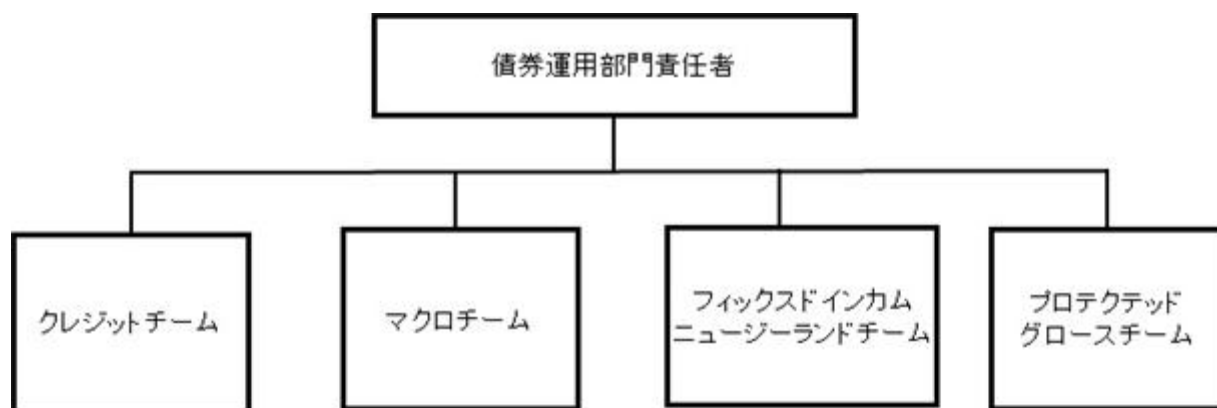 債券運用部門責任者
クレジットチーム
マクロチーム
フィックスドインカム
ニュージーランドチーム
プロテクテッド
グロースチーム